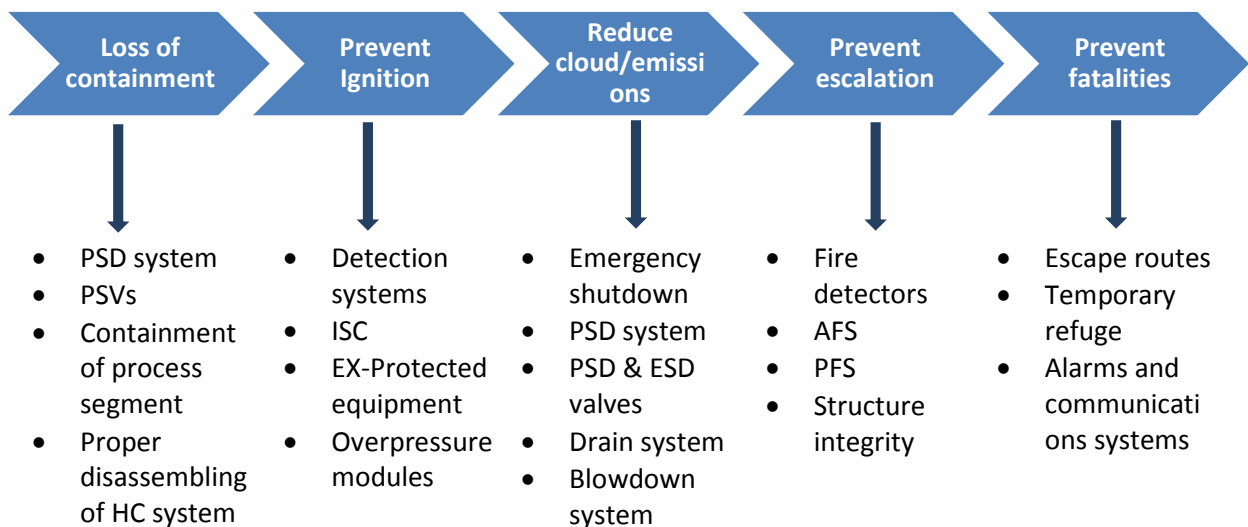 Loss of
containment
Prevent
Ignition
Reduce
cloud/emissi
ons
Prevent
escalation
Prevent
fatalities
• PSD system
• PSVs
• Containment
of process
segment
• Proper
disassembling
of HC system
• Detection
systems
• ISC
• EX-Protected
equipment
• Overpressure
modules
• Emergency
shutdown
• PSD system
• PSD & ESD
valves
• Drain system
• Blowdown
system
• Fire
detectors
• AFS
• PFS
• Structure
integrity
• Escape routes
• Temporary
refuge
• Alarms and
communicati
ons systems